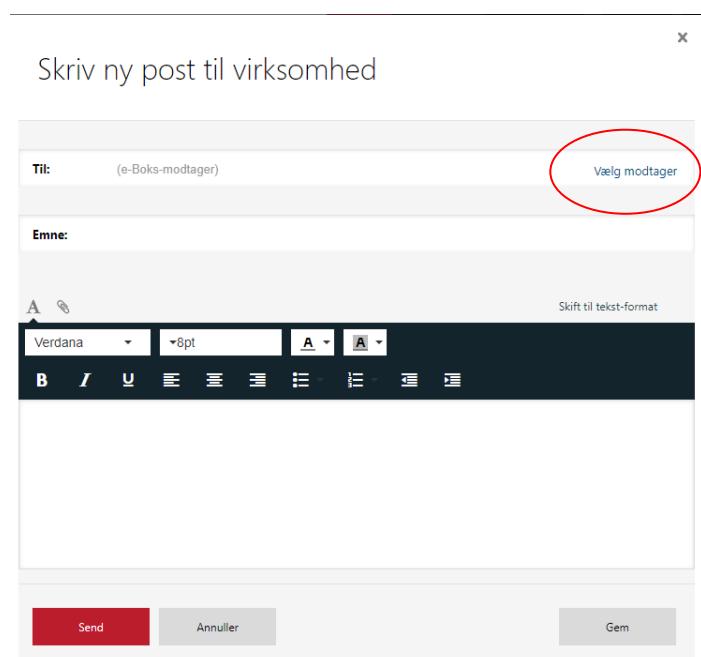 Skriv ny post til virksomhed
Til: (e-Boks-modtager) Vælg modtager
Emne:
A Skift til tekst-format
Verdana 8pt A A
B I U
Send Annuller Gem